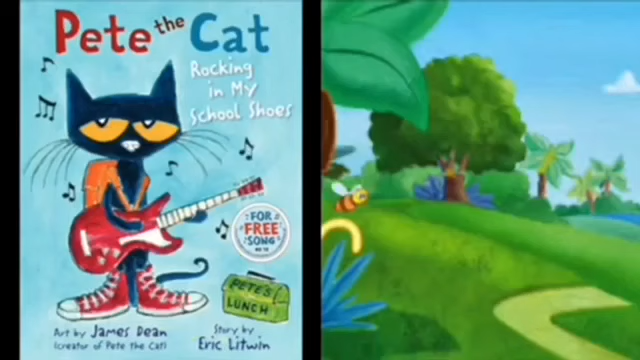 Pete the Cat
Rocking
in My
School Shoes
FOR
FREE
SONG
PETE'S
LUNCH
Art by James Dean
(creator of Pete the Cat)
Story by
Eric Litwin